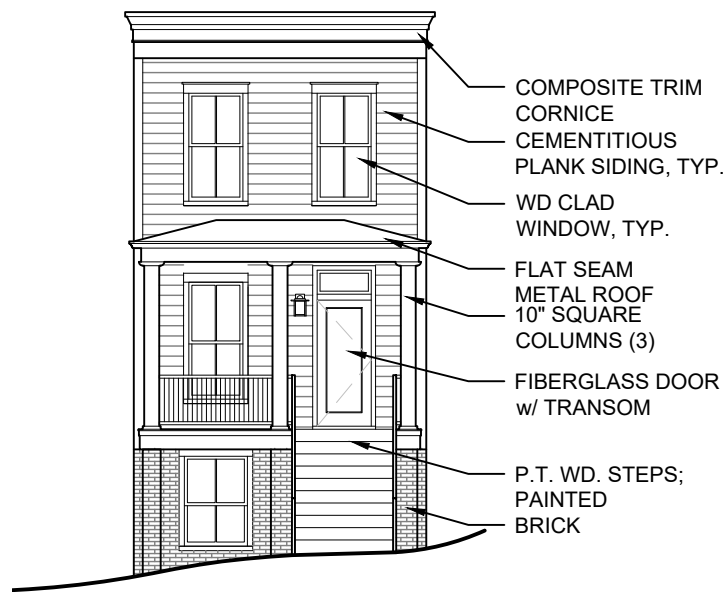 COMPOSITE TRIM
CORNICE
CEMENTITIOUS
PLANK SIDING, TYP.
WD CLAD
WINDOW, TYP.
FLAT SEAM
METAL ROOF
10" SQUARE
COLUMNS (3)
FIBERGLASS DOOR
w/ TRANSOM
P.T. WD. STEPS;
PAINTED
BRICK